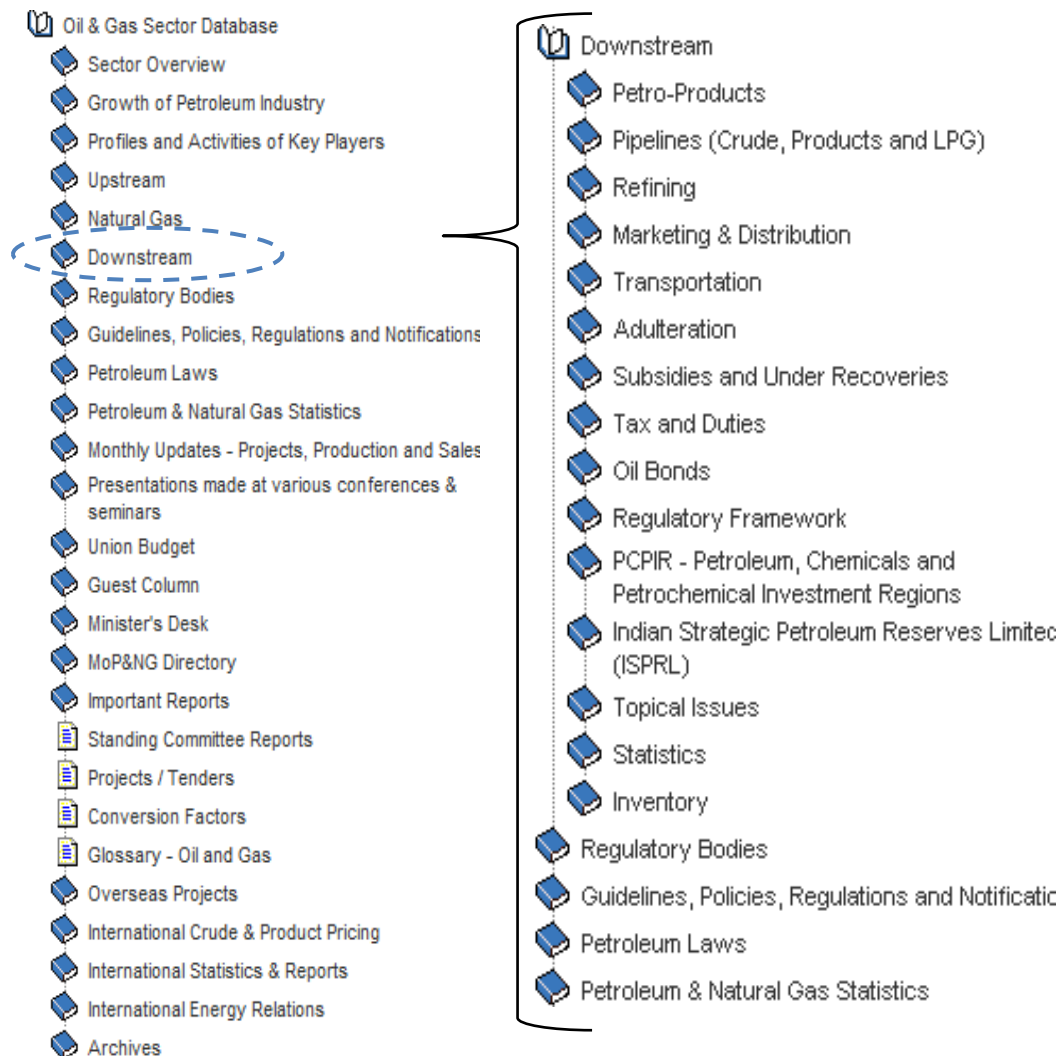 Oil & Gas Sector Database
Sector Overview
Growth of Petroleum Industry
Profiles and Activities of Key Players
Upstream
Natural Gas
Downstream
Regulatory Bodies
Guidelines, Policies, Regulations and Notifications
Petroleum Laws
Petroleum & Natural Gas Statistics
Monthly Updates - Projects, Production and Sales
Presentations made at various conferences &
seminars
Union Budget
Guest Column
Minister's Desk
MoP&NG Directory
Important Reports
Standing Committee Reports
Projects / Tenders
Conversion Factors
Glossary - Oil and Gas
Overseas Projects
International Crude & Product Pricing
International Statistics & Reports
International Energy Relations
Archives
Downstream
Petro-Products
Pipelines (Crude, Products and LPG)
Refining
Marketing & Distribution
Transportation
Adulteration
Subsidies and Under Recoveries
Tax and Duties
Oil Bonds
Regulatory Framework
PCPIR - Petroleum, Chemicals and
Petrochemical Investment Regions
Indian Strategic Petroleum Reserves Limited
(ISPRL)
Topical Issues
Statistics
Inventory
Regulatory Bodies
Guidelines, Policies, Regulations and Notificatio
Petroleum Laws
Petroleum & Natural Gas Statistics